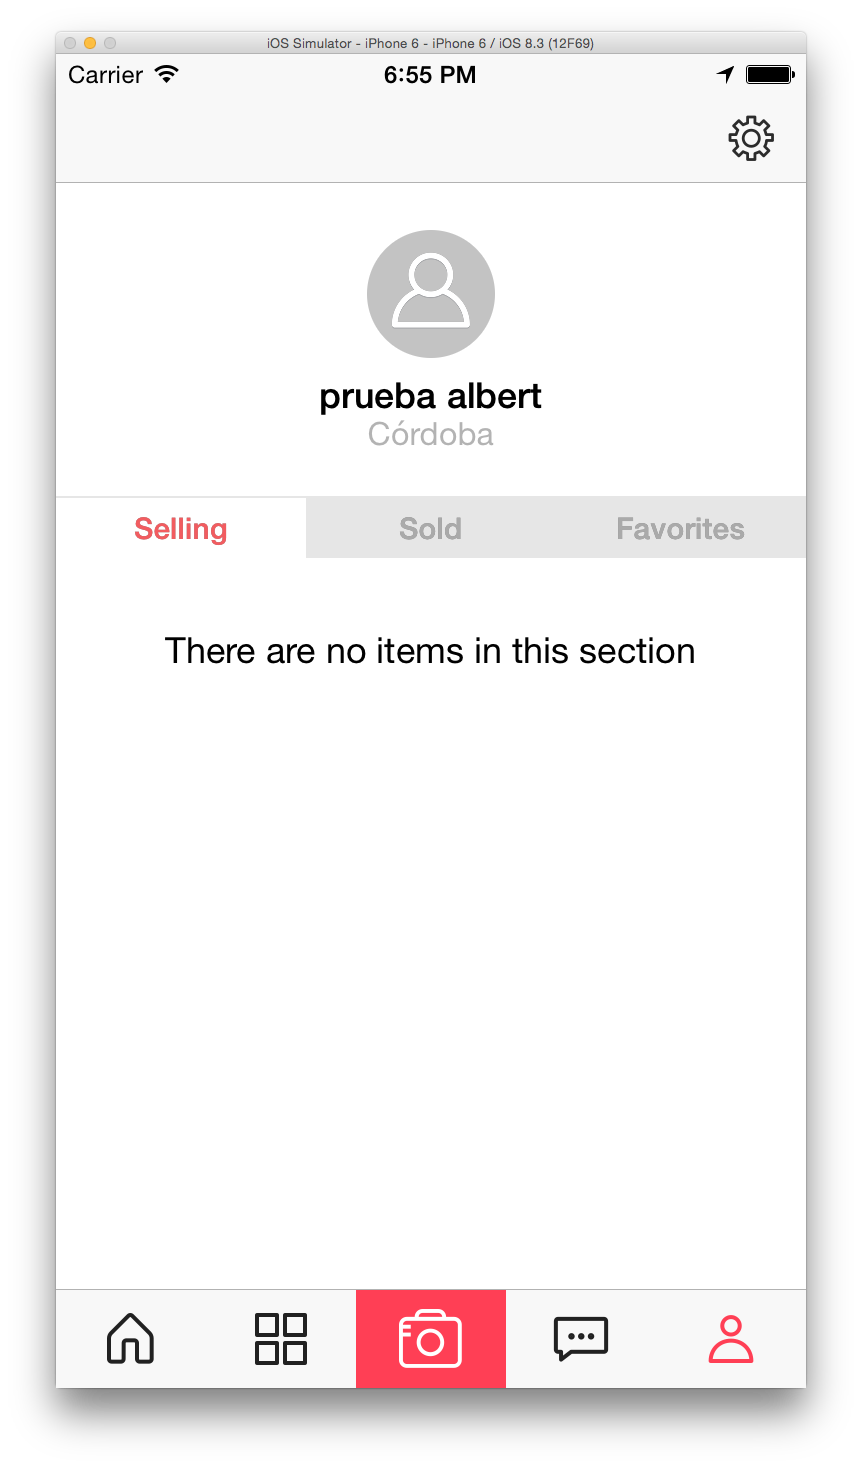 iOS Simulator - iPhone 6 - iPhone 6 / iOS 8.3 (12F69)
Carrier 6:55 PM
prueba albert
Córdoba
Selling Sold Favorites
There are no items in this section